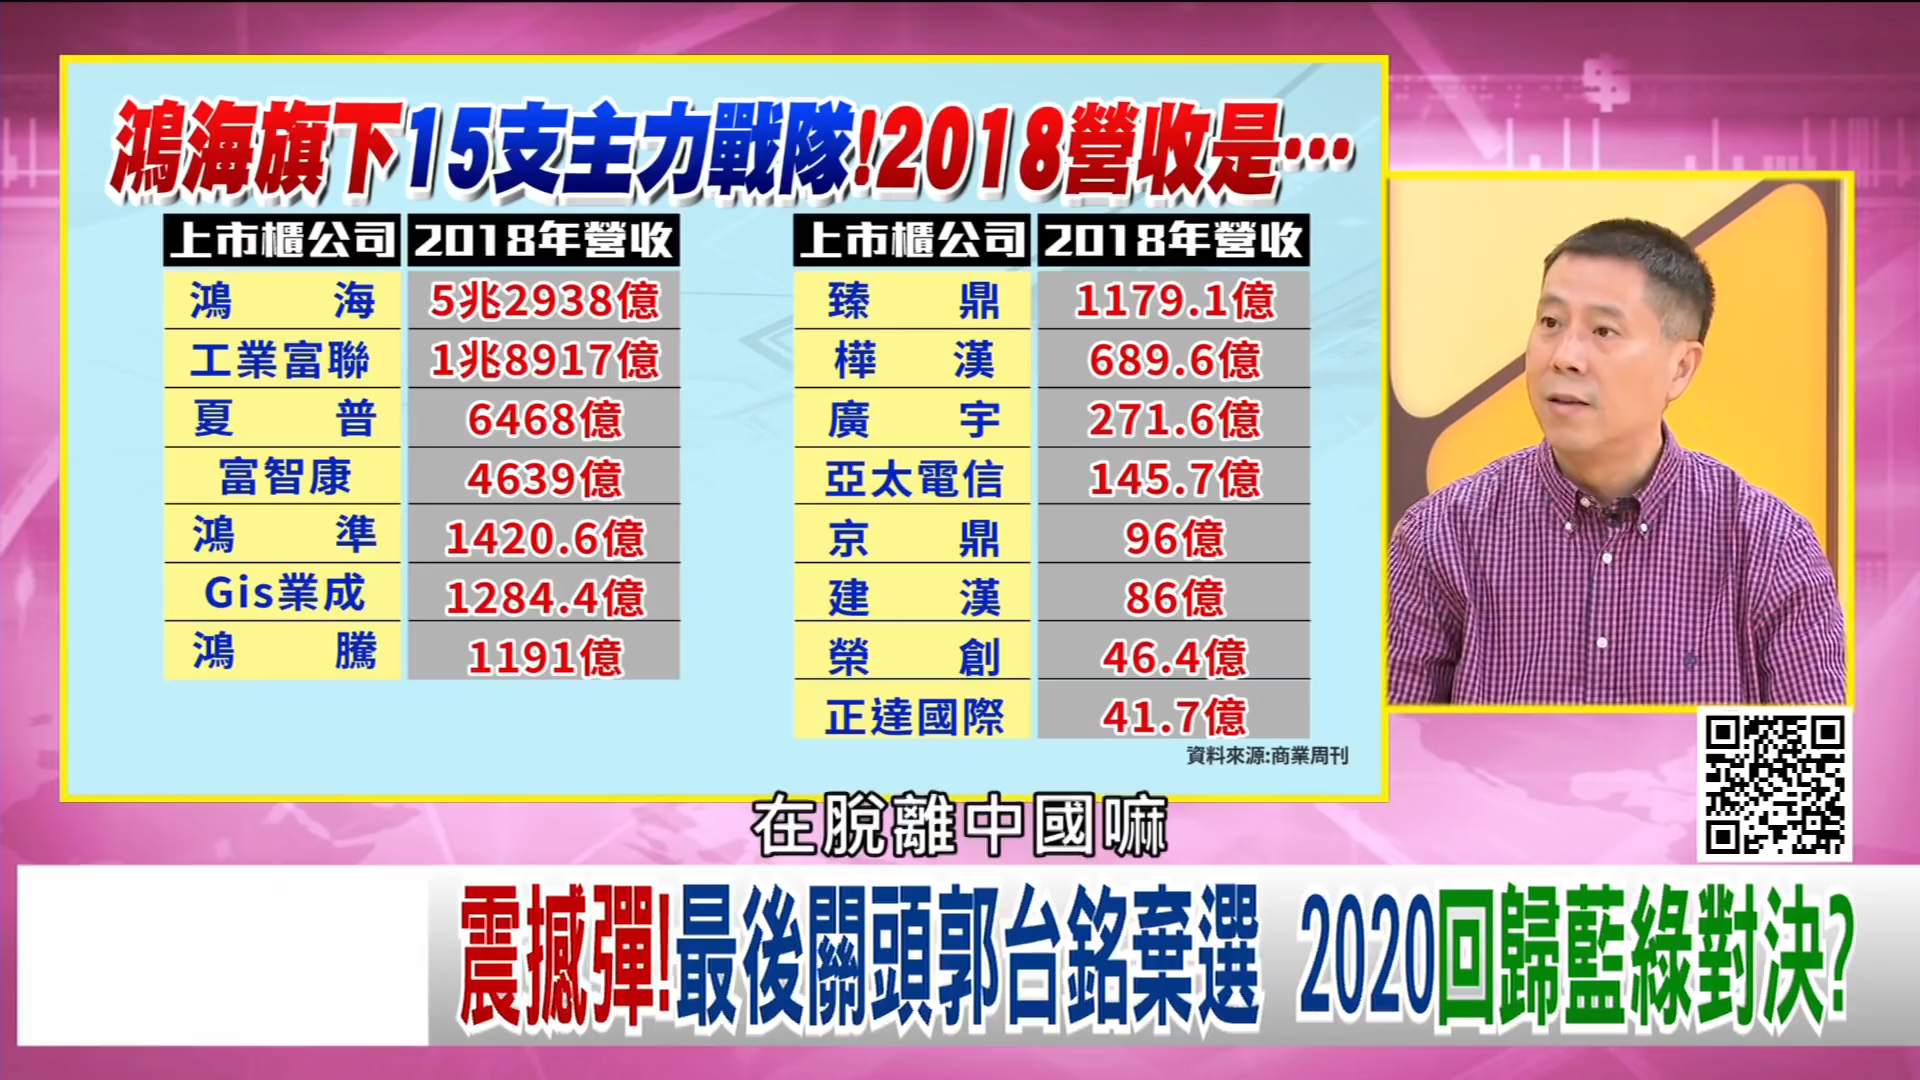 鴻海旗下15支主力戰隊!2018營收是…
上市櫃公司 2018年營收
鴻海 5兆2938億
工業富聯 1兆8917億
夏普 6468億
富智康 4639億
鴻準 1420.6億
Gis業成 1284.4億
鴻騰 1191億
上市櫃公司 2018年營收
臻鼎 1179.1億
樺漢 689.6億
廣宇 271.6億
亞太電信 145.7億
京鼎 96億
建漢 86億
榮創 46.4億
正達國際 41.7億
資料來源:商業周刊
在脫離中國嘛
震撼彈!最後關頭郭台銘棄選 2020回歸藍綠對決?